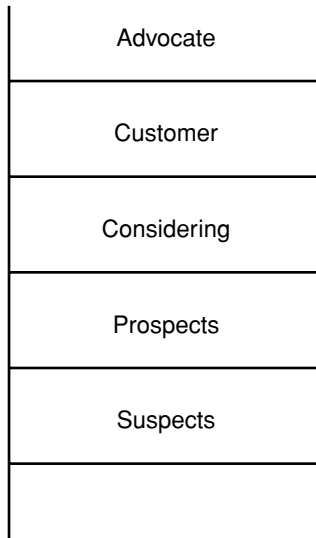 Advocate
Customer
Considering
Prospects
Suspects